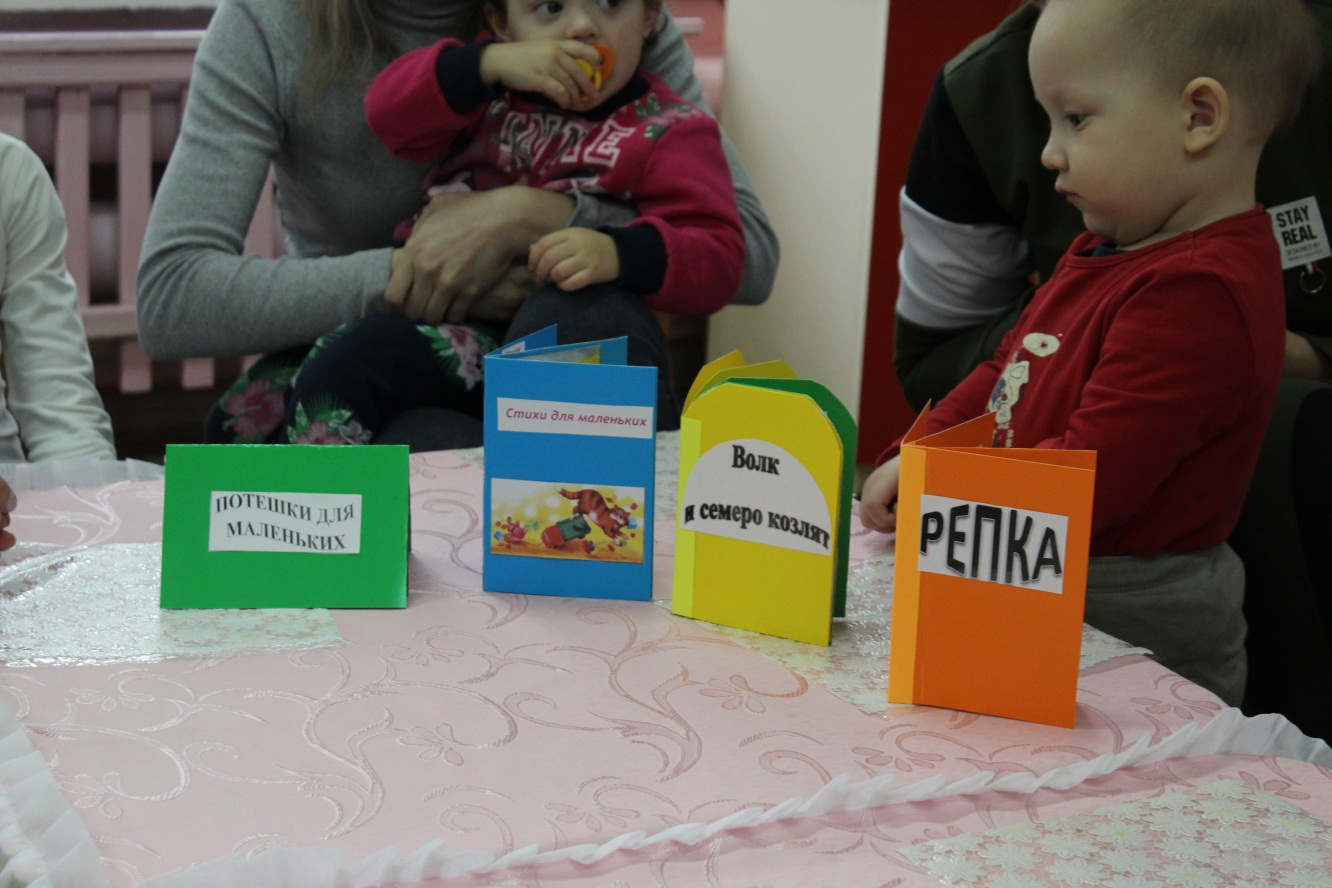 ПОТЕШКИ ДЛЯ
МАЛЕНЬКИХ
Стихи для маленьких
Волк
и семеро козлят
РЕПКА
STAY
REAL